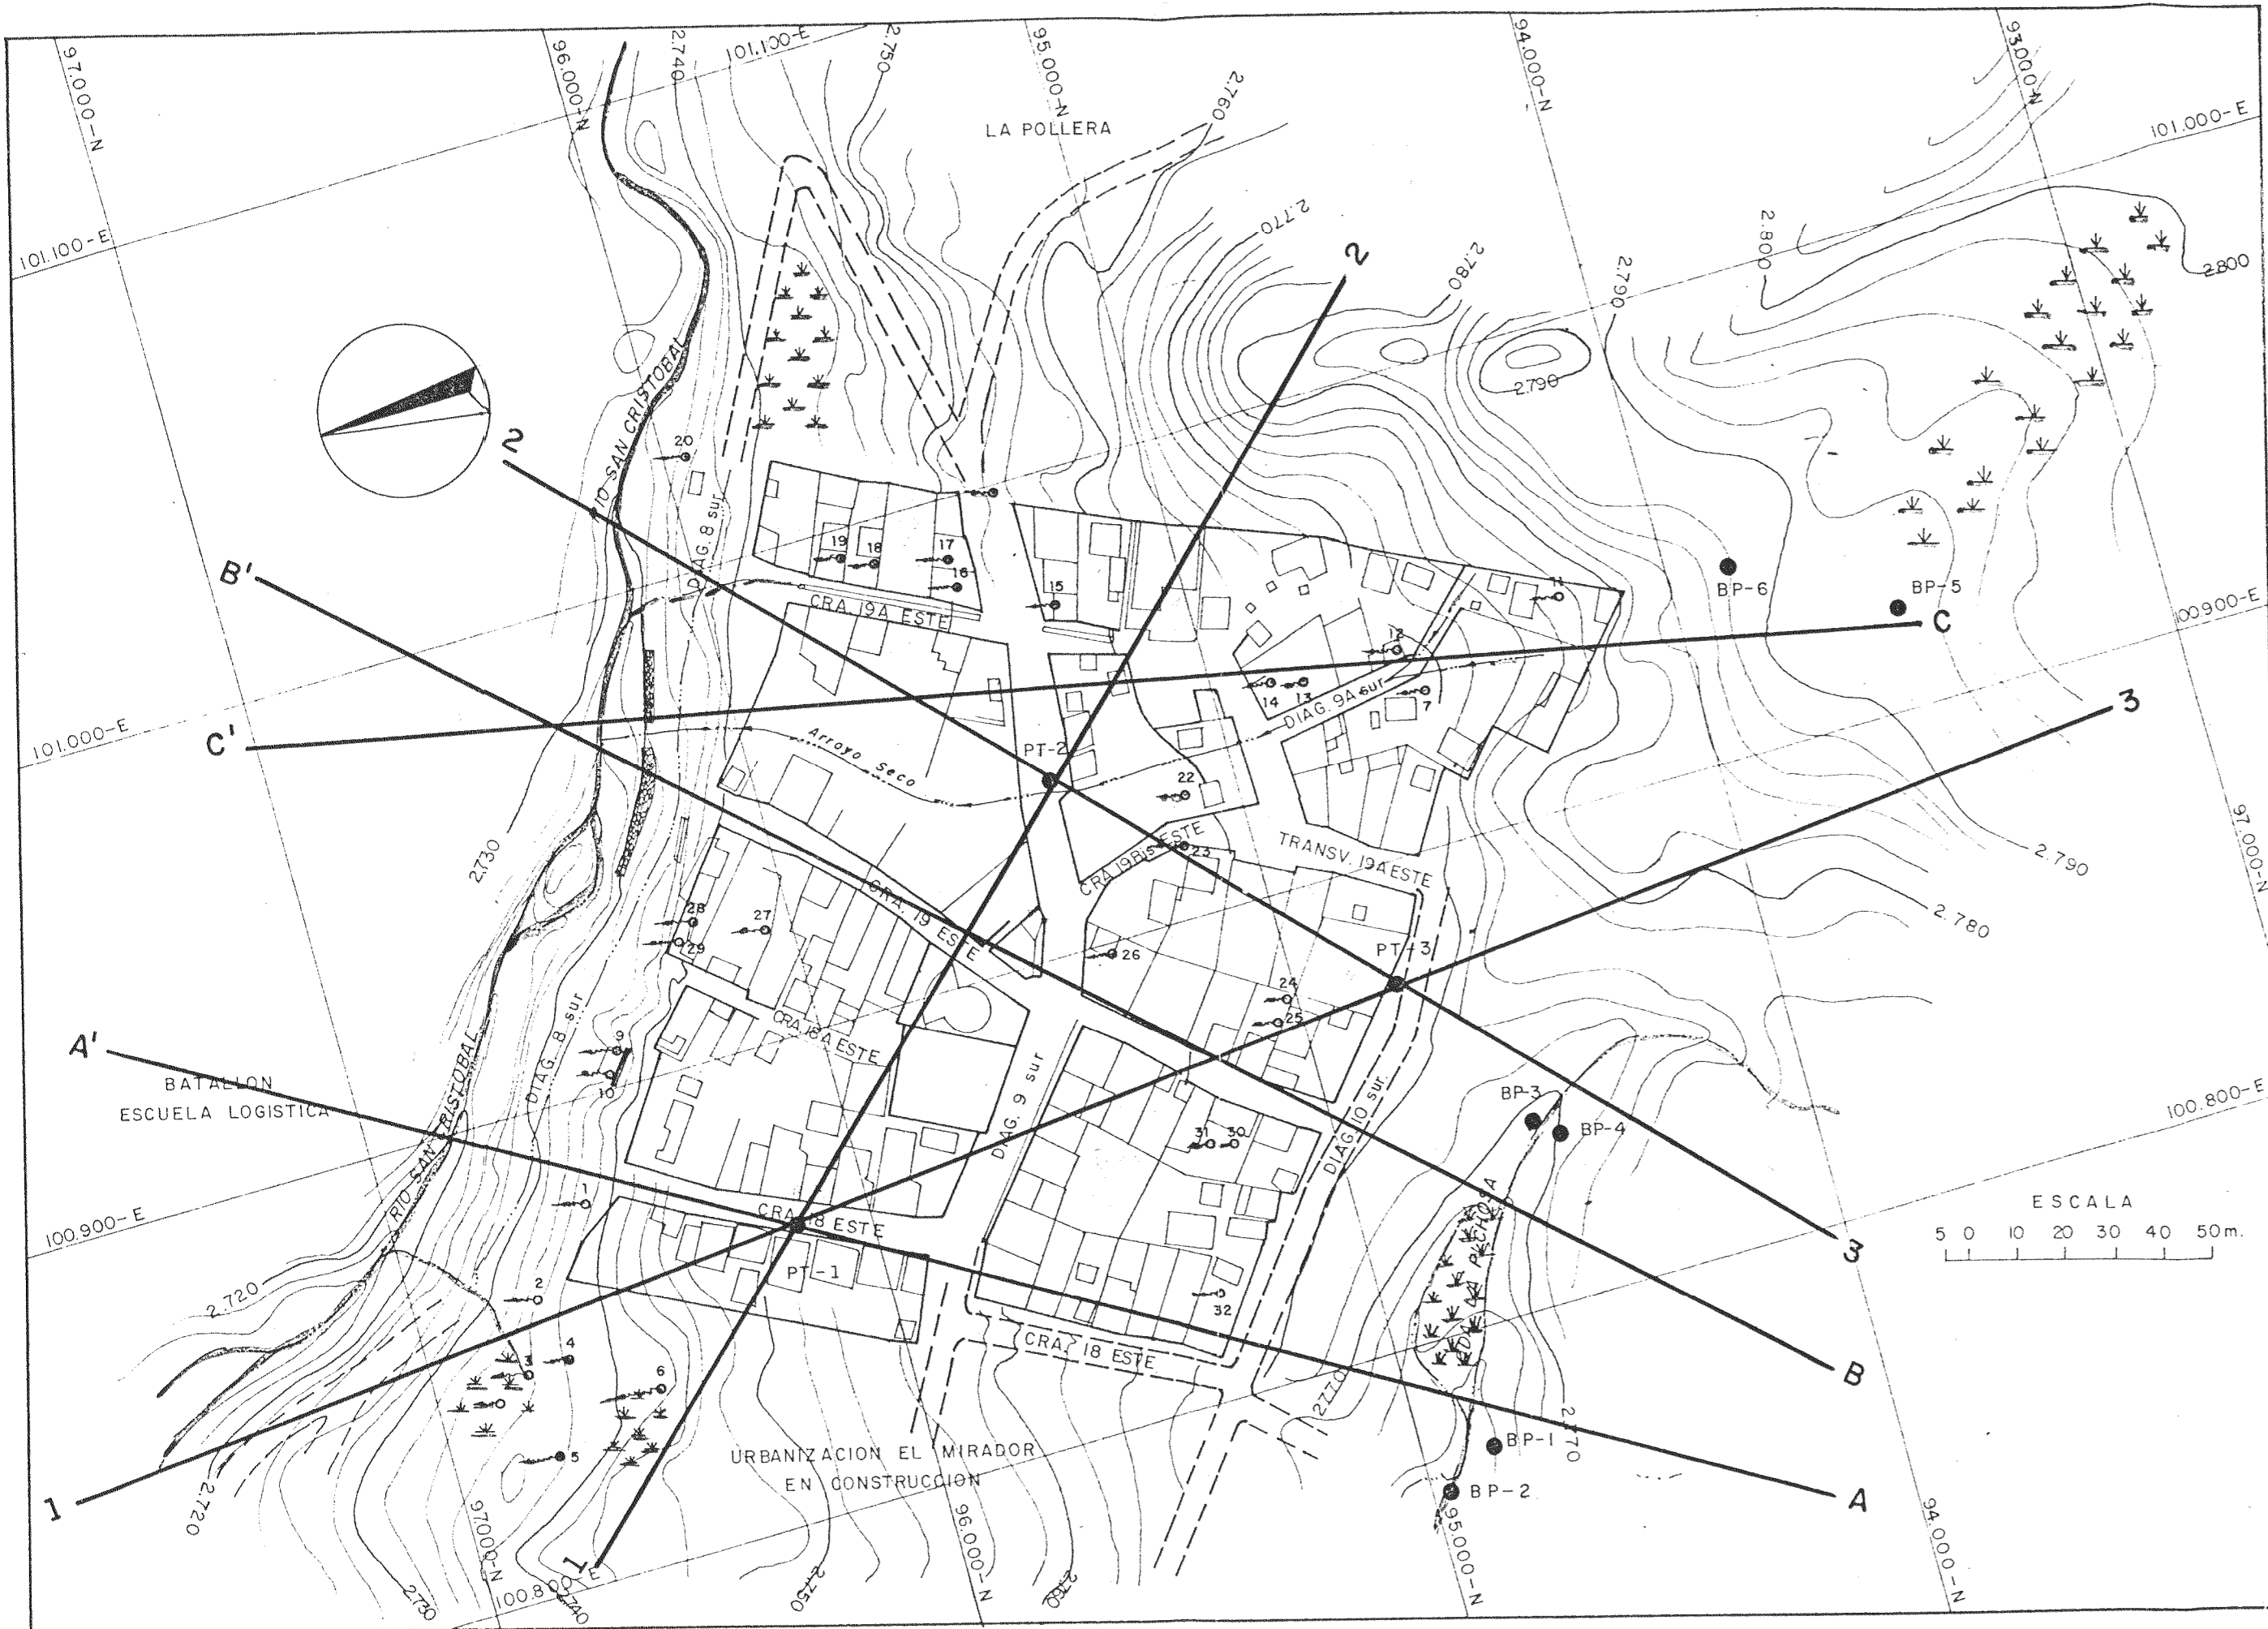 97.000-N
96.000-N
2.740
101.100-E
2.750
95.000-N
2.760
94.000-N
93.000-N
101.000-E
LA POLLERA
101.100-E
2.770
2.780
2.790
2.800
2.800
2.790
RIO SAN CRISTOBAL
2
2
20
DIAG. 8 sur
B'
19
18
17
16
15
CRA. 19A ESTE
11
12
BP-6
BP-5
100.900-E
C
14
13
7
DIAG. 9A sur
3
101.000-E
C'
Arroyo Seco
PT-2
22
2.730
CRA 19 Bis ESTE
23
TRANSV. 19A ESTE
2.790
97.000-N
2.780
CRA. 19 ESTE
28
27
29
26
PT-3
24
25
CRA. 18 A ESTE
9
10
DIAG. 8 sur
A'
BATALLON
ESCUELA LOGISTICA
RIO SAN CRISTOBAL
DIAG. 9 sur
DIAG. 10 sur.
31
30
BP-3
BP-4
100.800-E
100.900-E
1
CRA. 18 ESTE
PT-1
2
2.720
32
CRA. 18 ESTE
3
ESCALA
5 0 10 20 30 40 50m.
3
4
6
5
B
2770
2.770
BP-1
BP-2
A
URBANIZACION EL MIRADOR
EN CONSTRUCCION
1
2.720
97.000-N
1
100.800-E
2.730
2.740
2.750
96.000-N
2.760
95.000-N
94.000-N